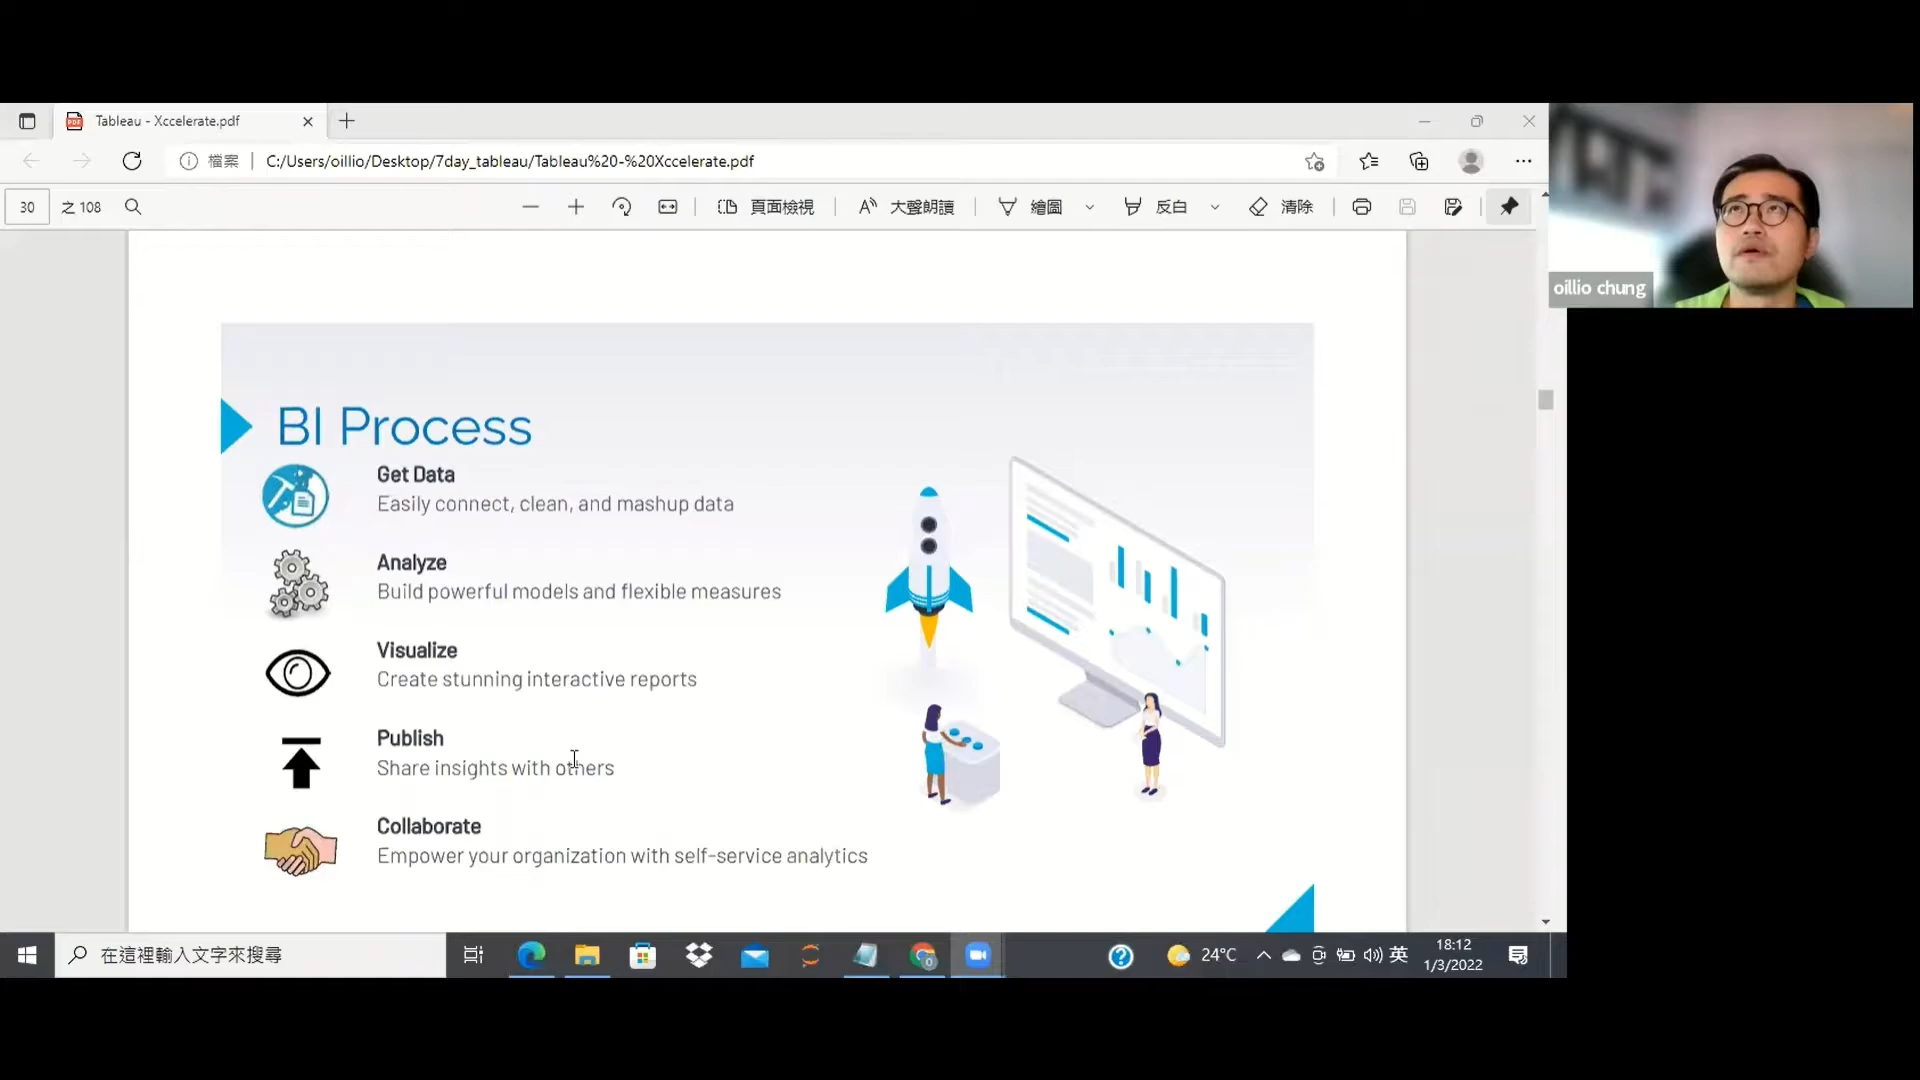 Tableau - Xccelerate.pdf
檔案
C:/Users/oillio/Desktop/7day_tableau/Tableau%20-%20Xccelerate.pdf
30 之 108
頁面檢視
大聲朗讀
繪圖
反白
清除
oillio chung
BI Process
Get Data
Easily connect, clean, and mashup data
Analyze
Build powerful models and flexible measures
Visualize
Create stunning interactive reports
Publish
Share insights with others
Collaborate
Empower your organization with self-service analytics
在這裡輸入文字來搜尋
24°C
英
18:12
1/3/2022